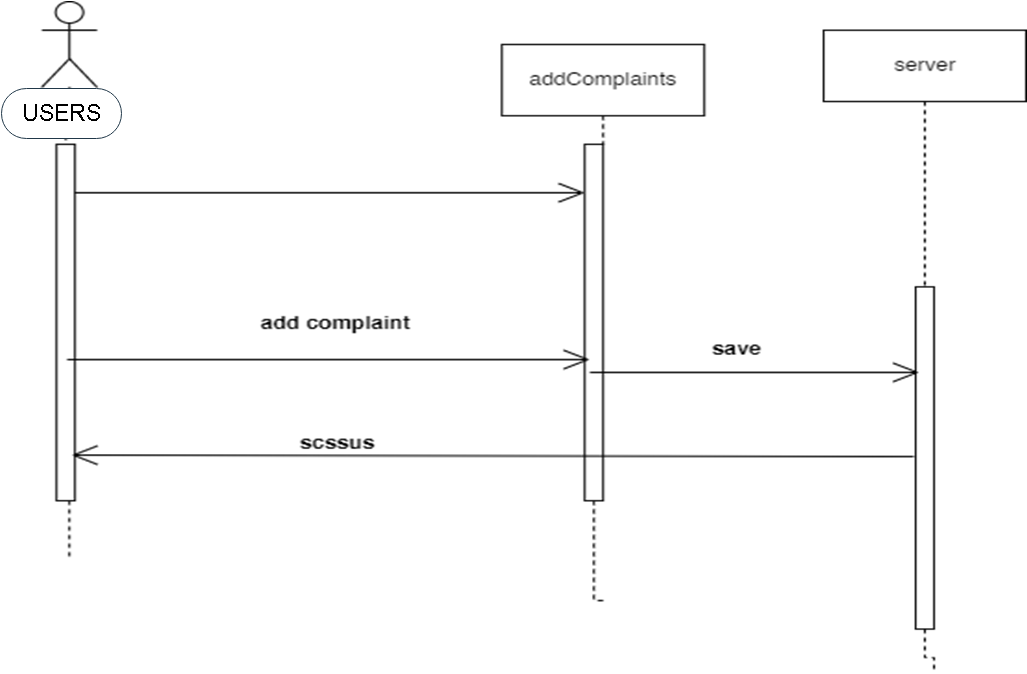 USERS
addComplaints
server
add complaint
save
scssus